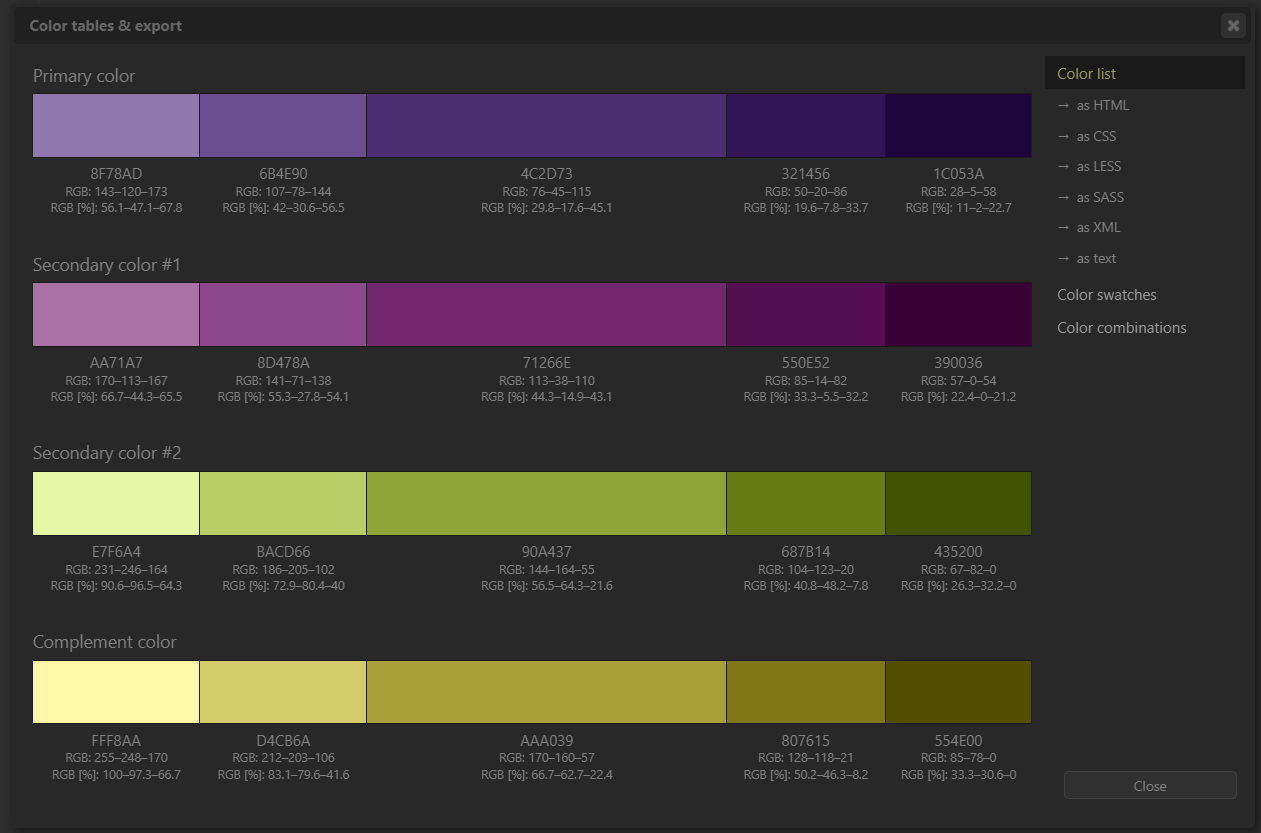 Color tables & export
Primary color
8F78AD 6B4E90 4C2D73 321456 1C053A
RGB: 143–120–173 RGB: 107–78–144 RGB: 76–45–115 RGB: 50–20–86 RGB: 28–5–58
RGB [%]: 56.1–47.1–67.8 RGB [%]: 42–30.6–56.5 RGB [%]: 29.8–17.6–45.1 RGB [%]: 19.6–7.8–33.7 RGB [%]: 11–2–22.7
Secondary color #1
AA71A7 8D478A 71266E 550E52 390036
RGB: 170–113–167 RGB: 141–71–138 RGB: 113–38–110 RGB: 85–14–82 RGB: 57–0–54
RGB [%]: 66.7–44.3–65.5 RGB [%]: 55.3–27.8–54.1 RGB [%]: 44.3–14.9–43.1 RGB [%]: 33.3–5.5–32.2 RGB [%]: 22.4–0–21.2
Secondary color #2
E7F6A4 BACD66 90A437 687B14 435200
RGB: 231–246–164 RGB: 186–205–102 RGB: 144–164–55 RGB: 104–123–20 RGB: 67–82–0
RGB [%]: 90.6–96.5–64.3 RGB [%]: 72.9–80.4–40 RGB [%]: 56.5–64.3–21.6 RGB [%]: 40.8–48.2–7.8 RGB [%]: 26.3–32.2–0
Complement color
FFF8AA D4CB6A AAA039 807615 554E00
RGB: 255–248–170 RGB: 212–203–106 RGB: 170–160–57 RGB: 128–118–21 RGB: 85–78–0
RGB [%]: 100–97.3–66.7 RGB [%]: 83.1–79.6–41.6 RGB [%]: 66.7–62.7–22.4 RGB [%]: 50.2–46.3–8.2 RGB [%]: 33.3–30.6–0
Color list
→ as HTML
→ as CSS
→ as LESS
→ as SASS
→ as XML
→ as text
Color swatches
Color combinations
Close